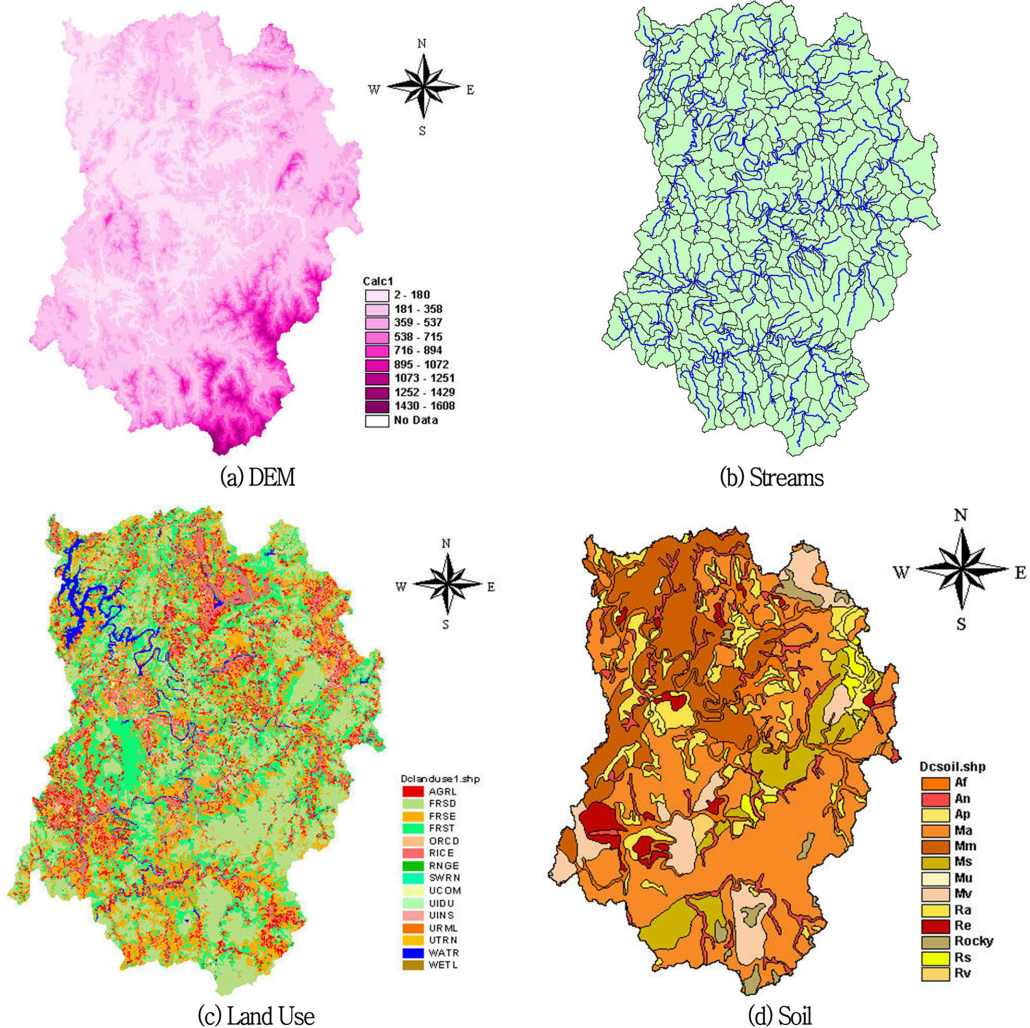 N
W E
S
Calc1
2 - 180
181 - 358
359 - 537
538 - 715
716 - 894
895 - 1072
1073 - 1251
1252 - 1429
1430 - 1608
No Data
(a) DEM
(b) Streams
N
W E
S
Dclanduse1.shp
AGRL
FRSD
FRSE
FRST
ORCD
RICE
RNGE
SWRN
UCOM
UIDU
UINS
URML
UTRN
WATR
WETL
(c) Land Use
N
W E
S
Dcsoil.shp
Af
An
Ap
Ma
Mm
Ms
Mu
Mv
Ra
Re
Rocky
Rs
Rv
(d) Soil